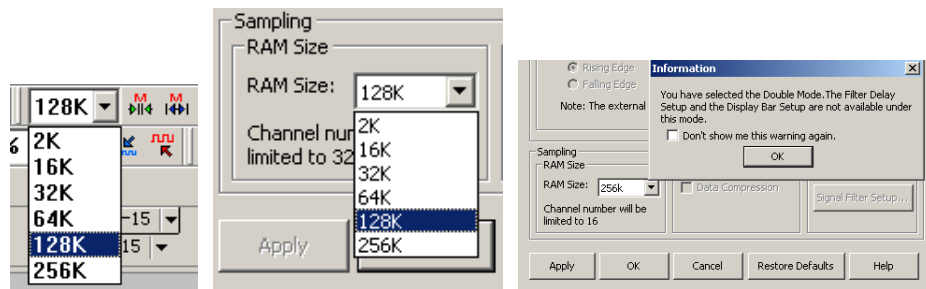 128K
M
M
2K
16K
32K
64K
-15
128K
15
256K
Sampling
RAM Size
RAM Size:
128K
Channel nur
limited to 32
2K
16K
32K
64K
128K
256K
Apply
Rising Edge
Falling Edge
Note: The external
Information
You have selected the Double Mode.The Filter Delay
Setup and the Display Bar Setup are not available under
this mode.
Don't show me this warning again.
OK
Sampling
RAM Size
RAM Size:
256k
Channel number will be
limited to 16
Data Compression
Signal Filter Setup...
Apply
OK
Cancel
Restore Defaults
Help